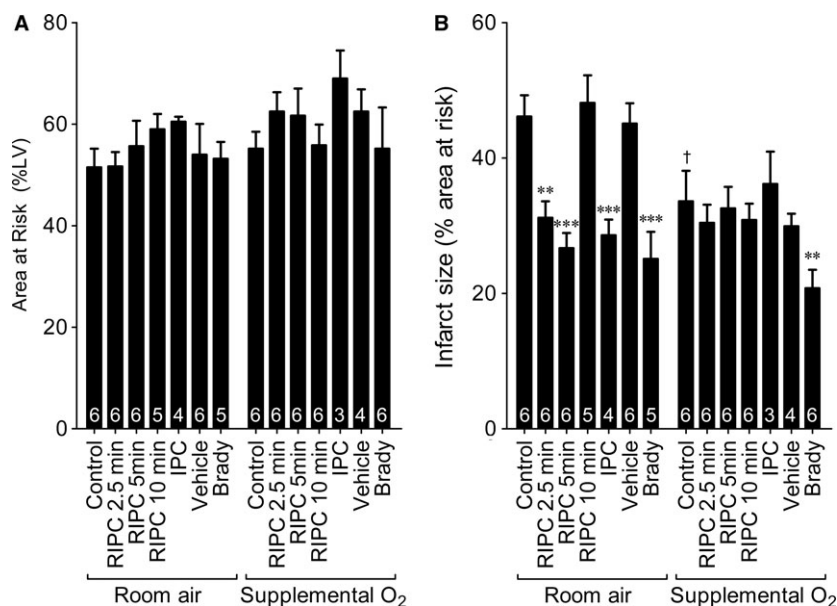 A
Area at Risk (%LV)
80
60
40
20
0
6 6 6 5 4 6 5 6 6 6 6 3 4 6
Control
RIPC 2.5 min
RIPC 5min
RIPC 10 min
IPC
Vehicle
Brady
Control
RIPC 2.5 min
RIPC 5min
RIPC 10 min
IPC
Vehicle
Brady
Room air
Supplemental O₂
B
Infarct size (% area at risk)
60
40
20
0
** *** *** *** † **
6 6 6 5 4 6 5 6 6 6 6 3 4 6
Control
RIPC 2.5 min
RIPC 5min
RIPC 10 min
IPC
Vehicle
Brady
Control
RIPC 2.5 min
RIPC 5min
RIPC 10 min
IPC
Vehicle
Brady
Room air
Supplemental O₂